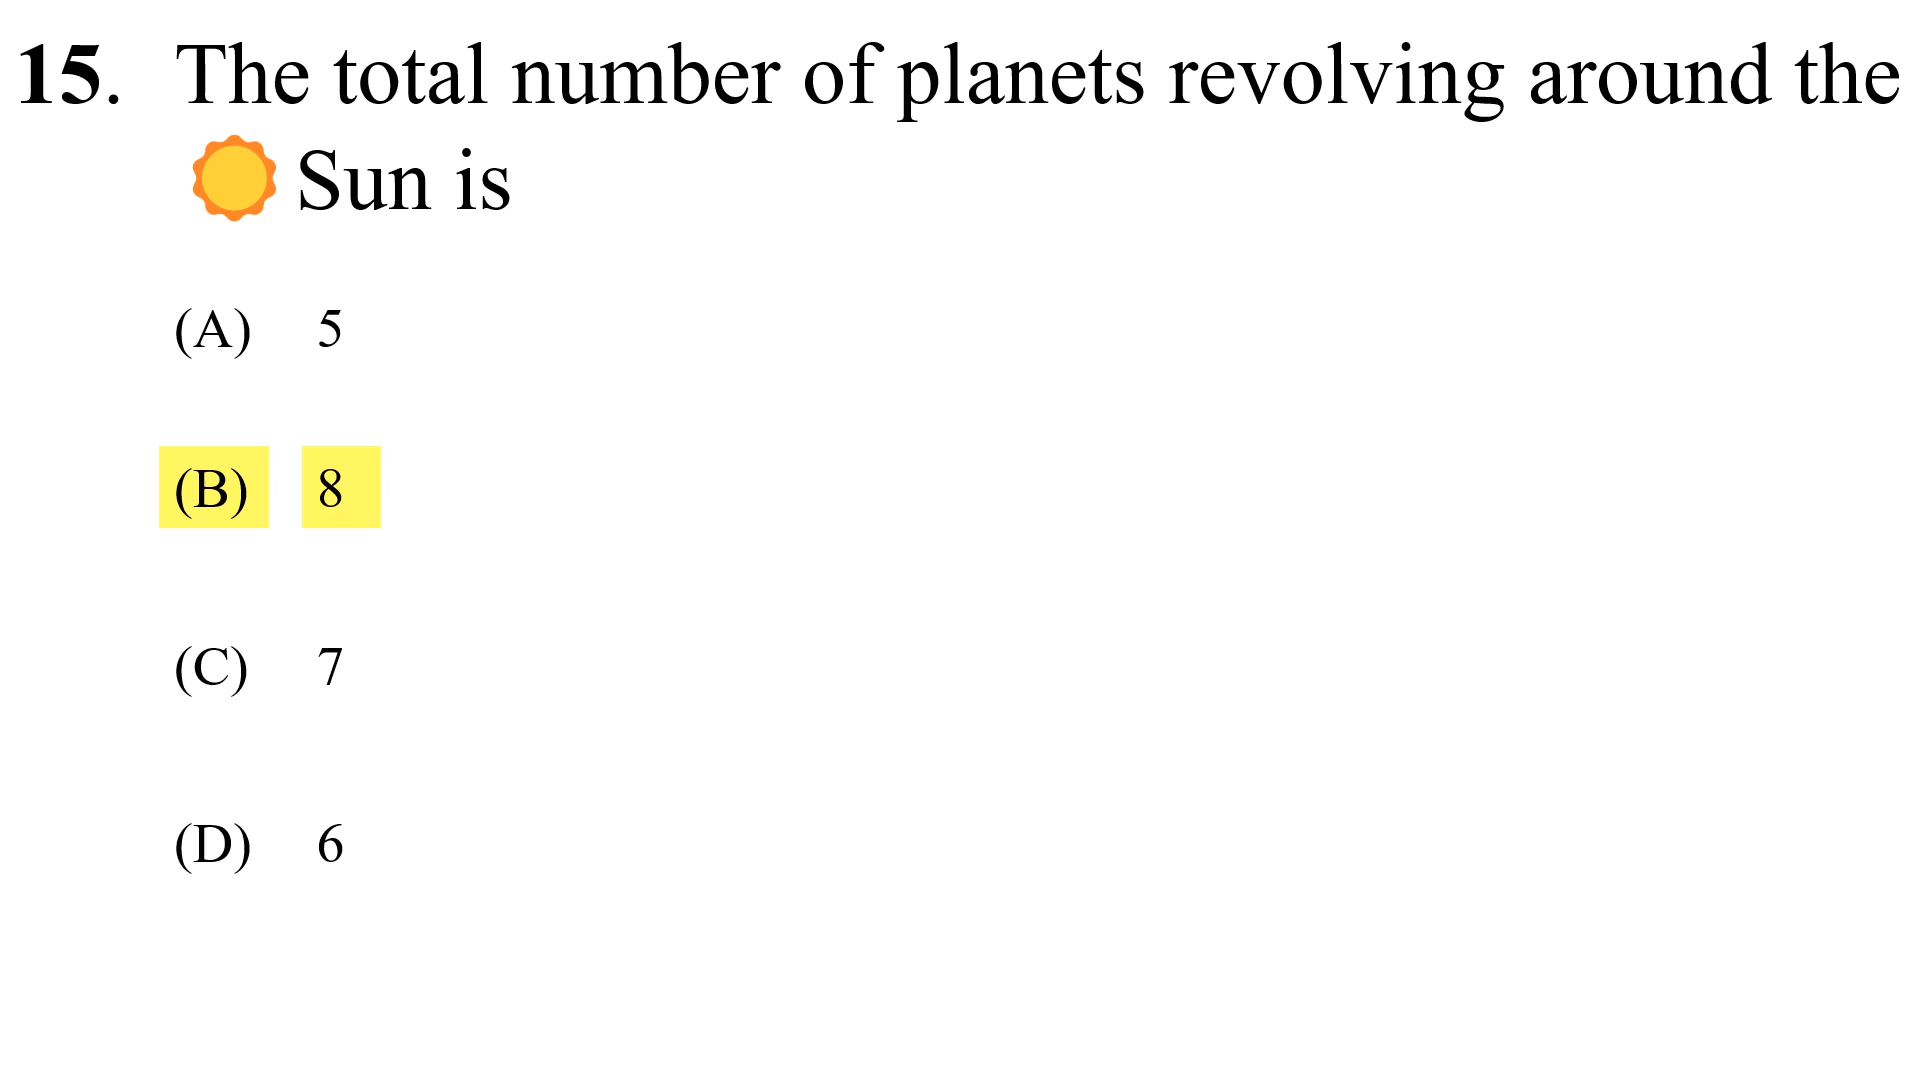 15. The total number of planets revolving around the
Sun is
(A) 5
(B) 8
(C) 7
(D) 6